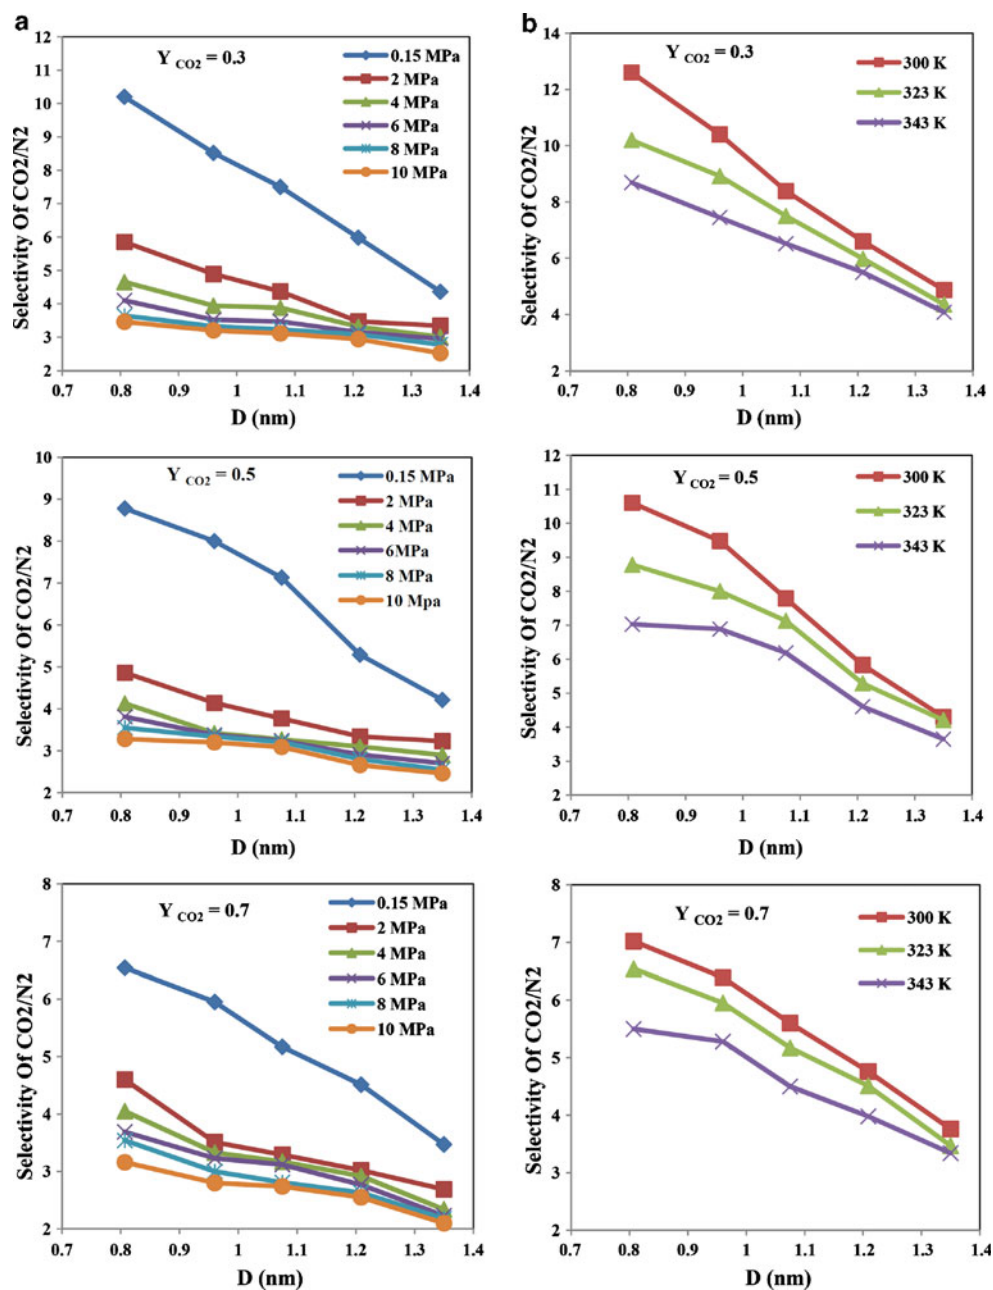 a
Y CO2 = 0.3
0.15 MPa
2 MPa
4 MPa
6 MPa
8 MPa
10 MPa
Selectivity Of CO2/N2
12
11
10
9
8
7
6
5
4
3
2
0.7 0.8 0.9 1 1.1 1.2 1.3 1.4
D (nm)
b
Y CO2 = 0.3
300 K
323 K
343 K
Selectivity Of CO2/N2
14
12
10
8
6
4
2
0.7 0.8 0.9 1 1.1 1.2 1.3 1.4
D (nm)
Y CO2 = 0.5
0.15 MPa
2 MPa
4 MPa
6MPa
8 MPa
10 Mpa
Selectivity Of CO2/N2
10
9
8
7
6
5
4
3
2
0.7 0.8 0.9 1 1.1 1.2 1.3 1.4
D (nm)
Y CO2 = 0.5
300 K
323 K
343 K
Selectivity Of CO2/N2
12
11
10
9
8
7
6
5
4
3
2
0.7 0.8 0.9 1 1.1 1.2 1.3 1.4
D (nm)
Y CO2 = 0.7
0.15 MPa
2 MPa
4 MPa
6 MPa
8 MPa
10 MPa
Selectivity Of CO2/N2
8
7
6
5
4
3
2
0.7 0.8 0.9 1 1.1 1.2 1.3 1.4
D (nm)
Y CO2 = 0.7
300 K
323 K
343 K
Selectivity Of CO2/N2
8
7
6
5
4
3
2
0.7 0.8 0.9 1 1.1 1.2 1.3 1.4
D (nm)